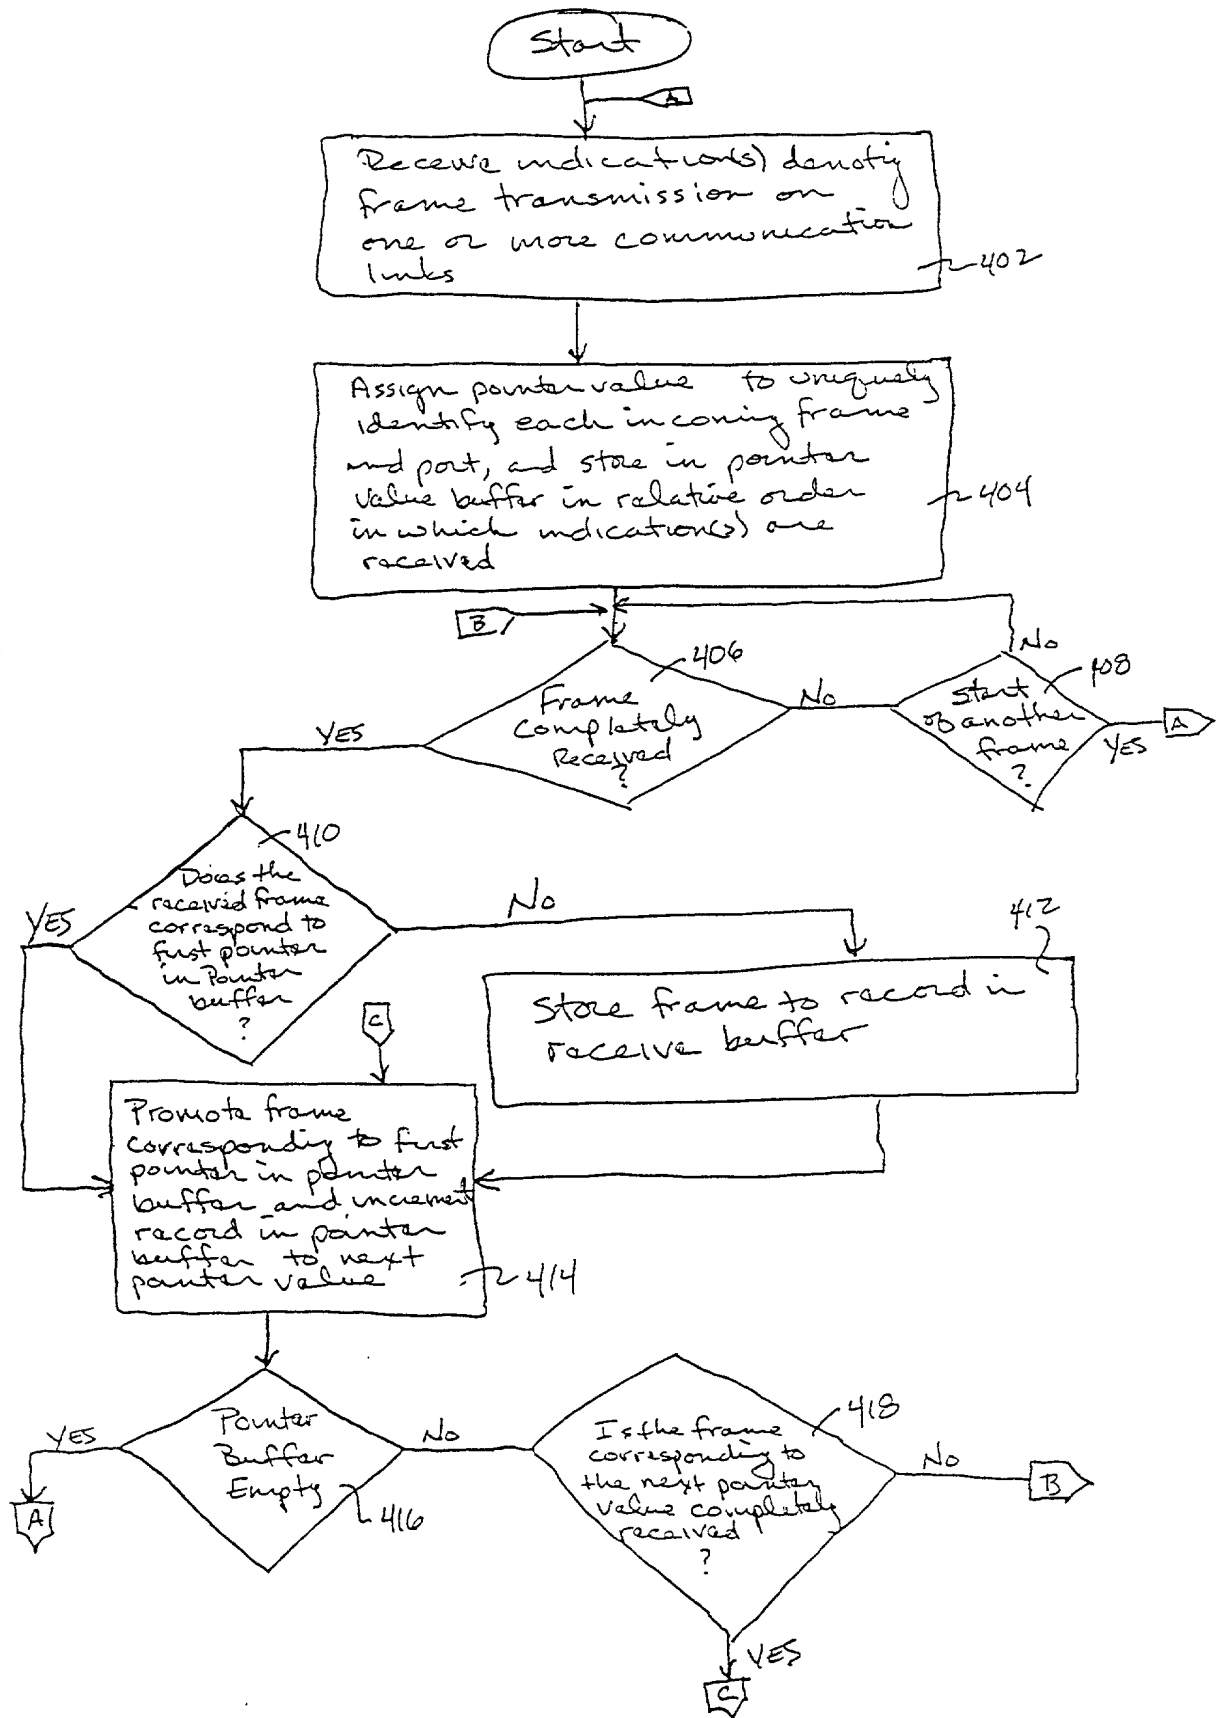 Start
A
Receive indication(s) denoting
frame transmission on
one or more communication
links
402
Assign pointer value to uniquely
identify each incoming frame
and port, and store in pointer
value buffer in relative order
in which indication(s) are
received
404
B
406
Frame
Completely
Received
?
No
No
408
Start
of another
frame
?
YES
A
YES
410
Does the
received frame
correspond to
first pointer
in Pointer
buffer
?
YES
No
412
Store frame to record in
receive buffer
C
Promote frame
corresponding to first
pointer in pointer
buffer and increment
record in pointer
buffer to next
pointer value
414
YES
A
Pointer
Buffer
Empty
416
No
418
Is the frame
corresponding to
the next pointer
value completely
received
?
No
B
YES
C